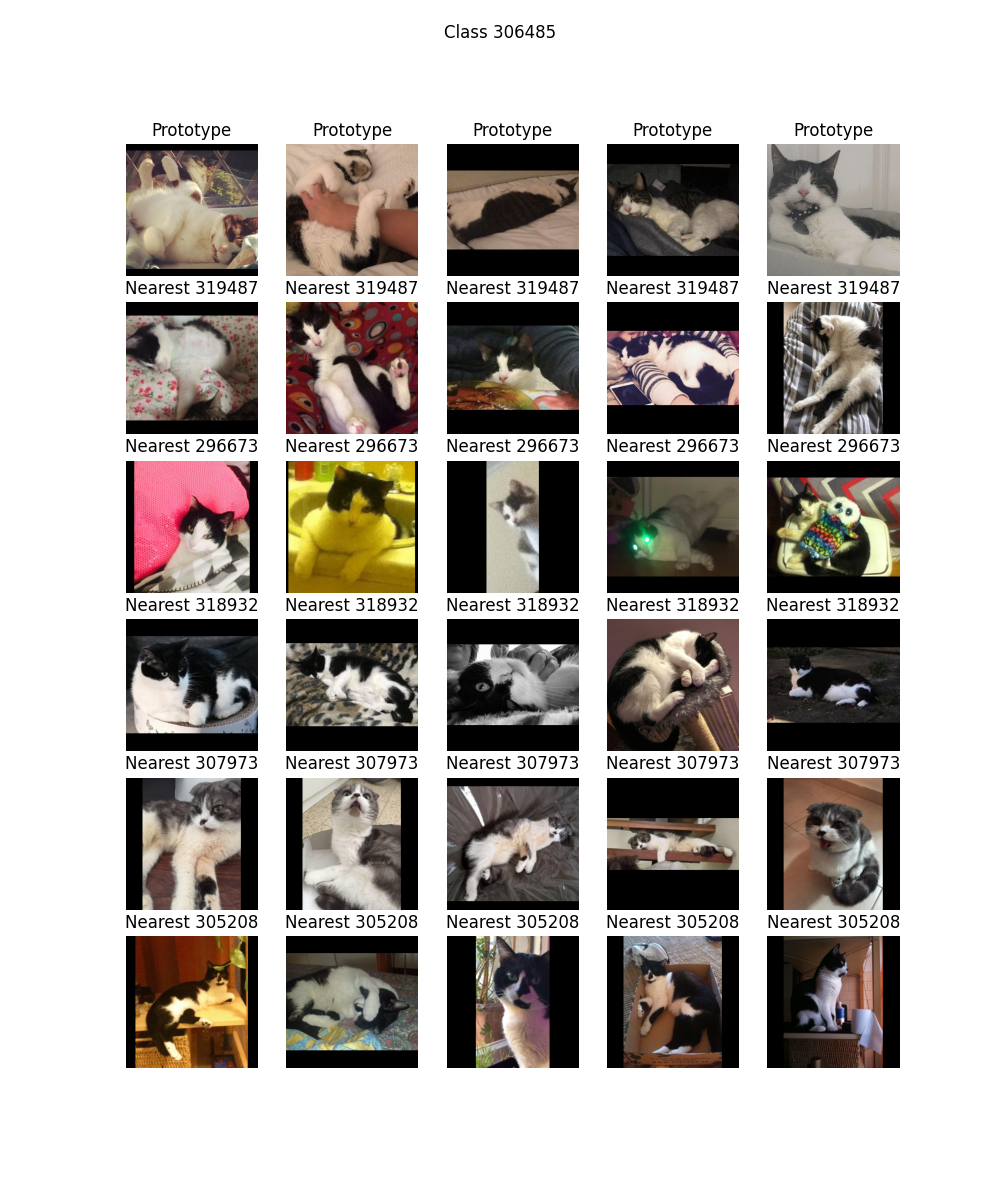 Class 306485
Prototype Prototype Prototype Prototype Prototype
Nearest 319487 Nearest 319487 Nearest 319487 Nearest 319487 Nearest 319487
Nearest 296673 Nearest 296673 Nearest 296673 Nearest 296673 Nearest 296673
Nearest 318932 Nearest 318932 Nearest 318932 Nearest 318932 Nearest 318932
Nearest 307973 Nearest 307973 Nearest 307973 Nearest 307973 Nearest 307973
Nearest 305208 Nearest 305208 Nearest 305208 Nearest 305208 Nearest 305208